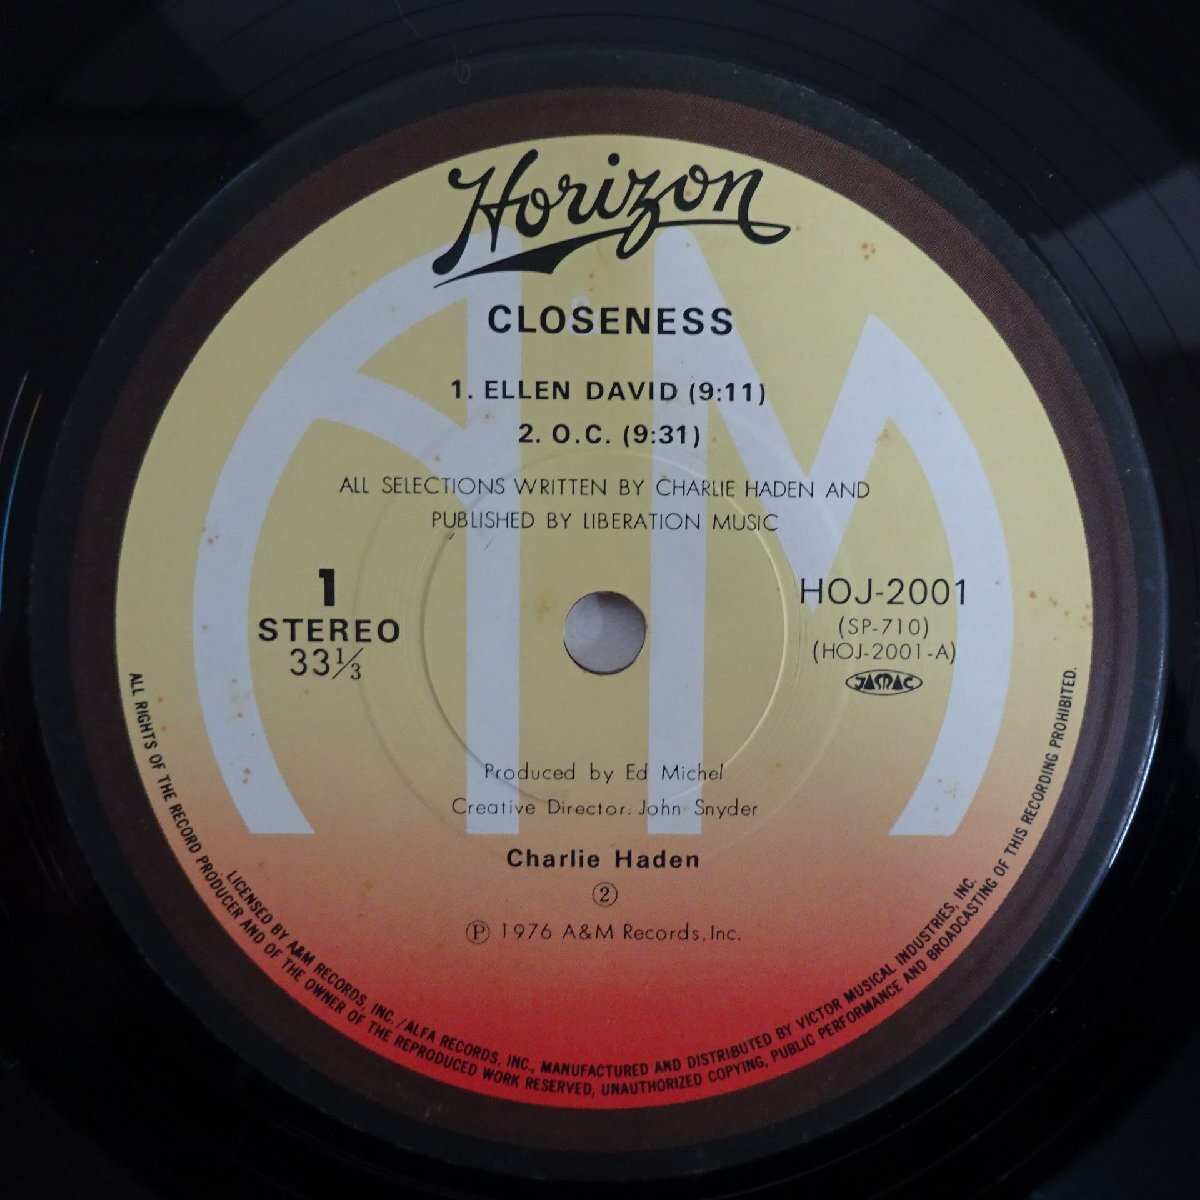 Horizon
CLOSENESS
1. ELLEN DAVID (9:11)
2. O.C. (9:31)
ALL SELECTIONS WRITTEN BY CHARLIE HADEN AND
PUBLISHED BY LIBERATION MUSIC
1
STEREO
33⅓
HOJ-2001
(SP-710)
(HOJ-2001-A)
JASRAC
Produced by Ed Michel
Creative Director: John Snyder
Charlie Haden
②
Ⓟ 1976 A&M Records, Inc.
LICENSED BY A&M RECORDS, INC./ALFA RECORDS, INC., MANUFACTURED AND DISTRIBUTED BY VICTOR MUSICAL INDUSTRIES, INC.
ALL RIGHTS OF THE RECORD PRODUCER AND OF THE OWNER OF THE REPRODUCED WORK RESERVED, UNAUTHORIZED COPYING, PUBLIC PERFORMANCE AND BROADCASTING OF THIS RECORDING PROHIBITED.
A&M